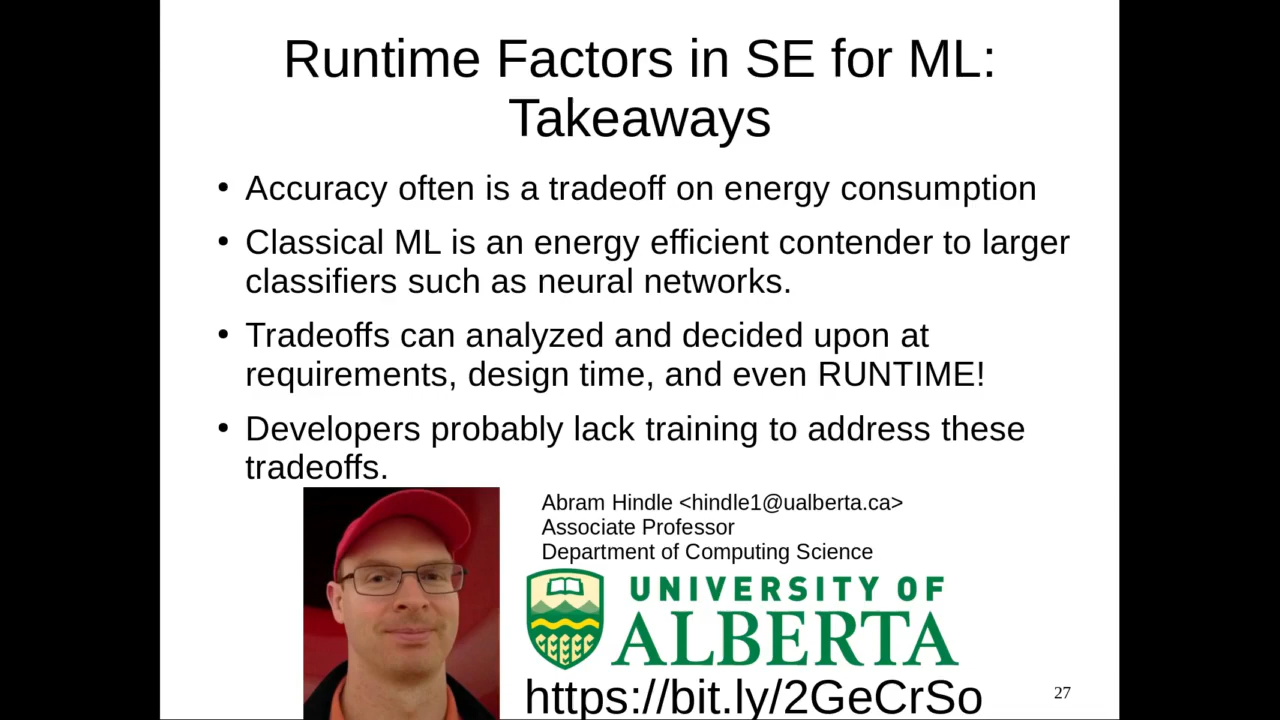 Runtime Factors in SE for ML:
Takeaways
• Accuracy often is a tradeoff on energy consumption
• Classical ML is an energy efficient contender to larger
classifiers such as neural networks.
• Tradeoffs can analyzed and decided upon at
requirements, design time, and even RUNTIME!
• Developers probably lack training to address these
tradeoffs.
Abram Hindle <hindle1@ualberta.ca>
Associate Professor
Department of Computing Science
UNIVERSITY OF
ALBERTA
https://bit.ly/2GeCrSo
27